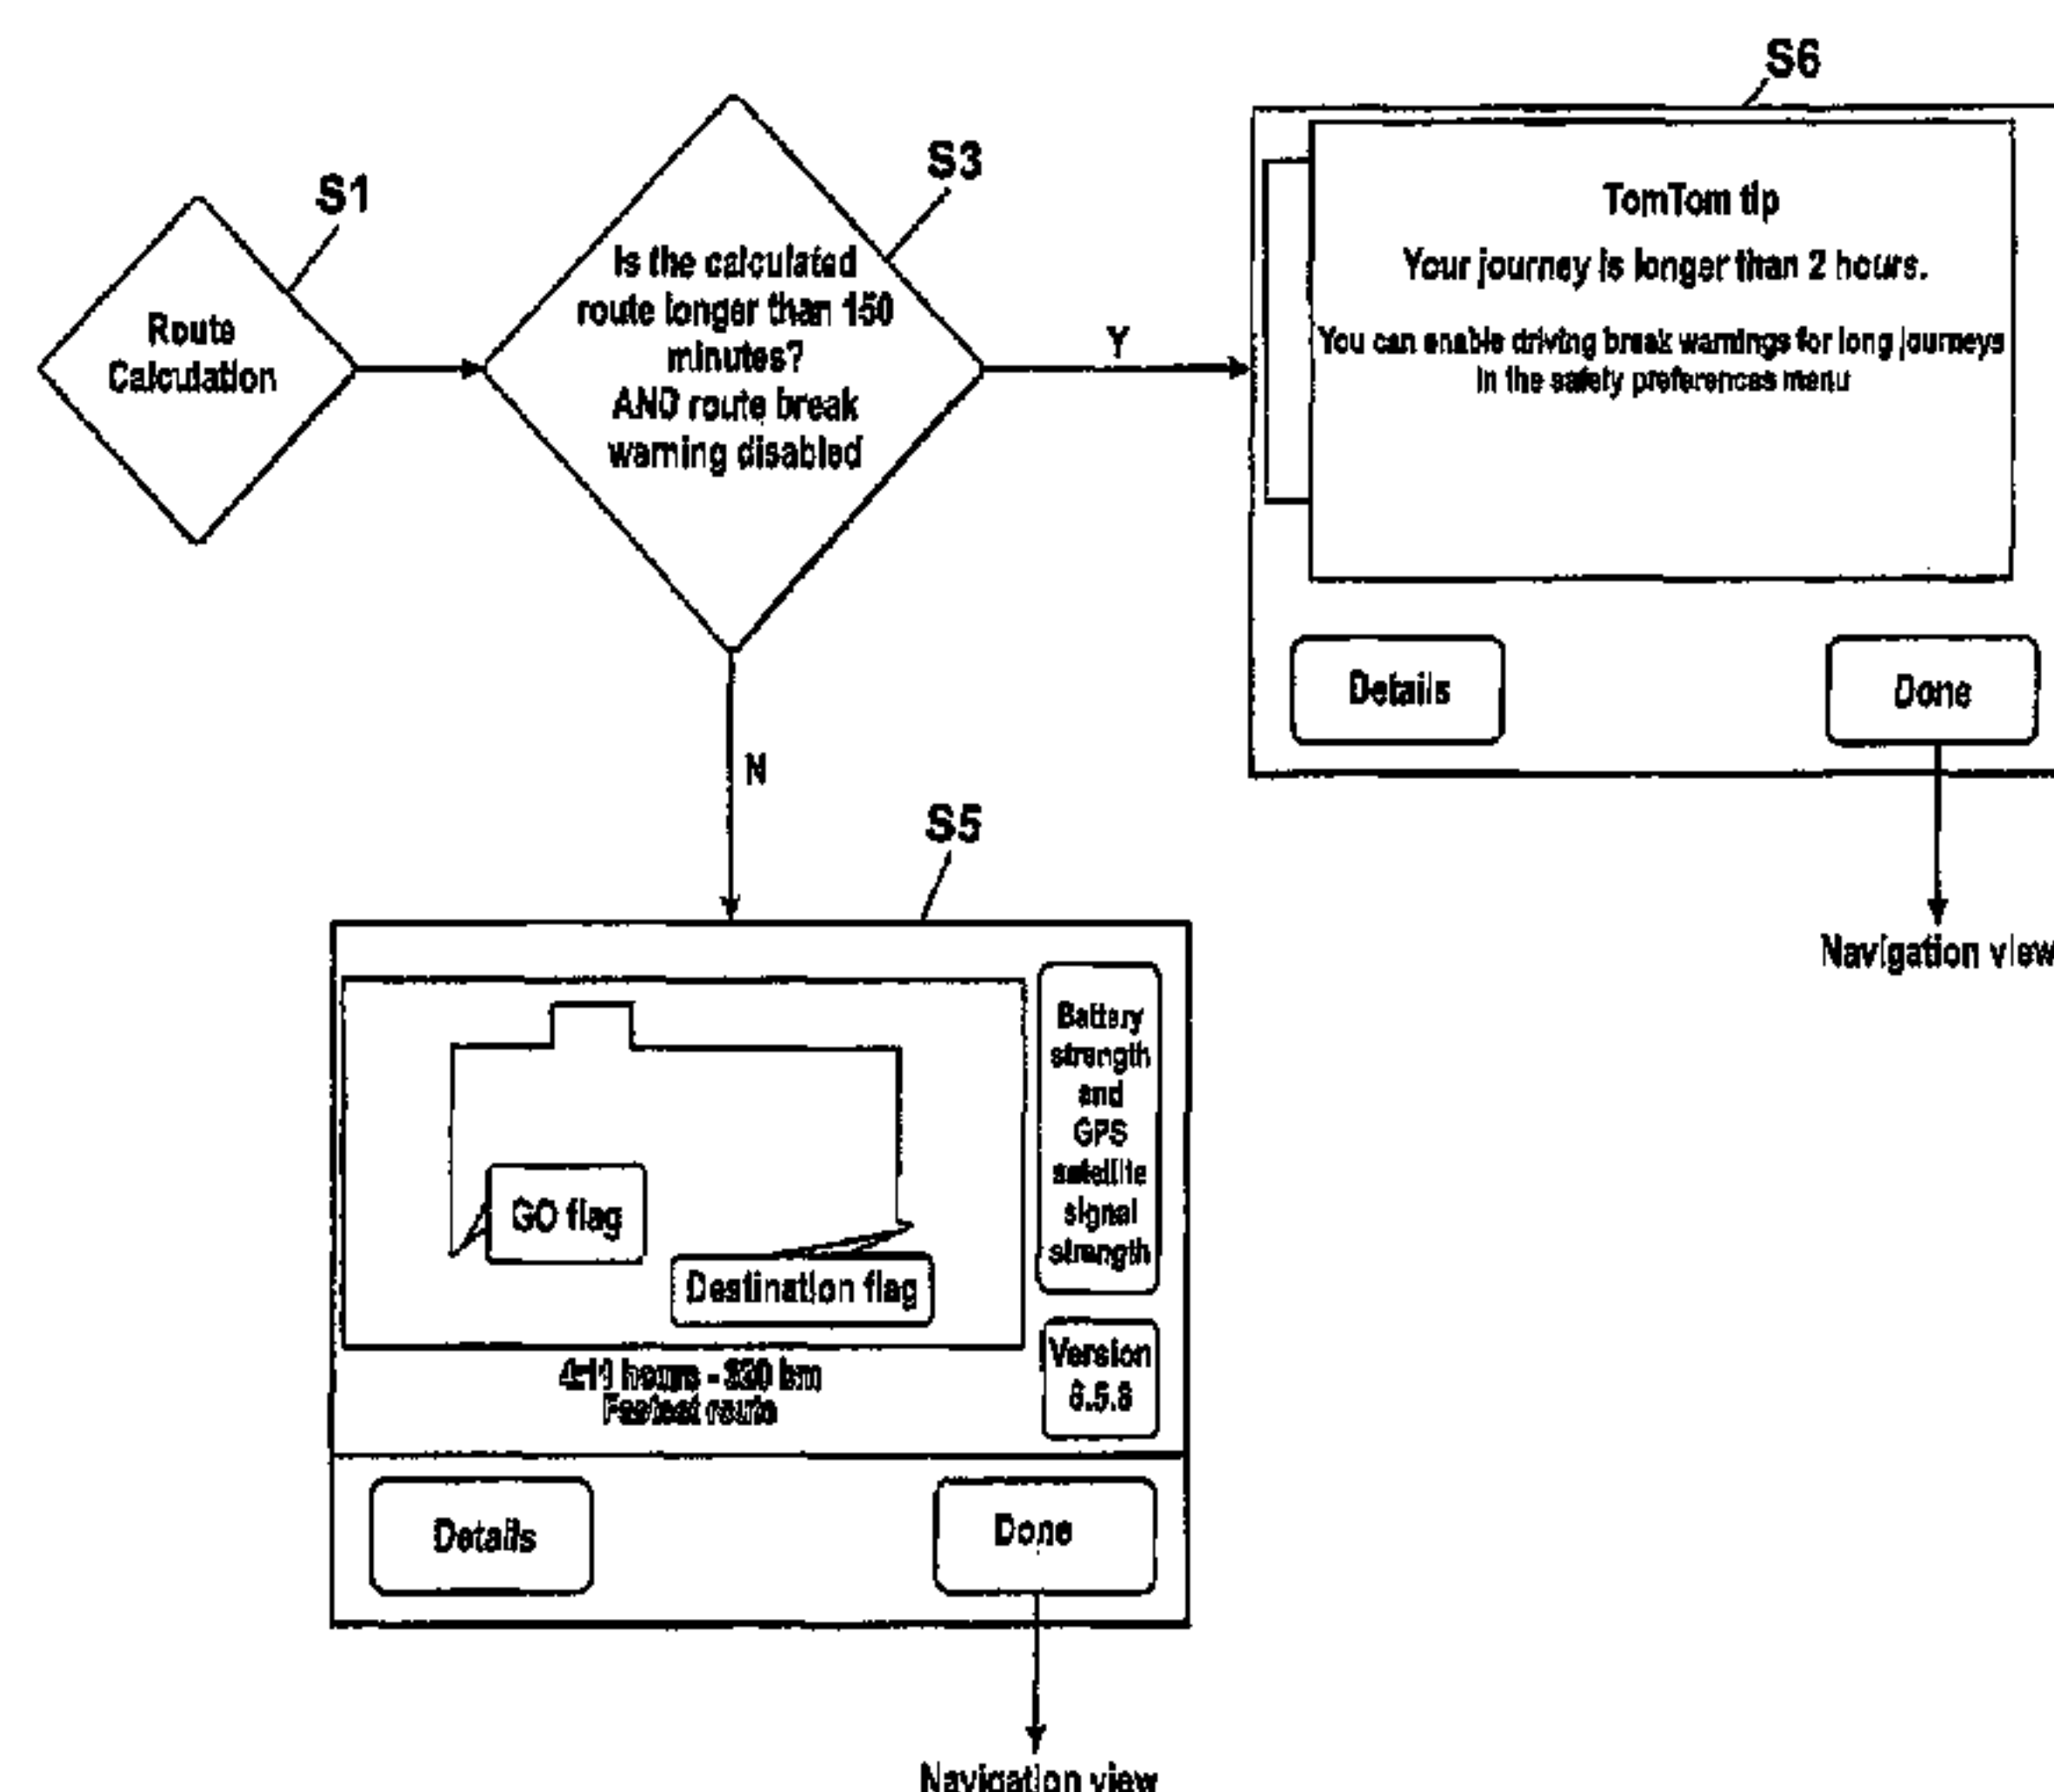 S6
S3
S1
TomTom tip
Your journey is longer than 2 hours.
You can enable driving break warnings for long journeys
in the safety preferences menu
Is the calculated
route longer than 150
minutes?
AND route break
warning disabled
Route
Calculation
Y
Details
Done
N
Navigation view
S5
Battery
strength
and
GPS
satellite
signal
strength
GO flag
Destination flag
Version
hours - km
Fastest route
Details
Done
Navigation view